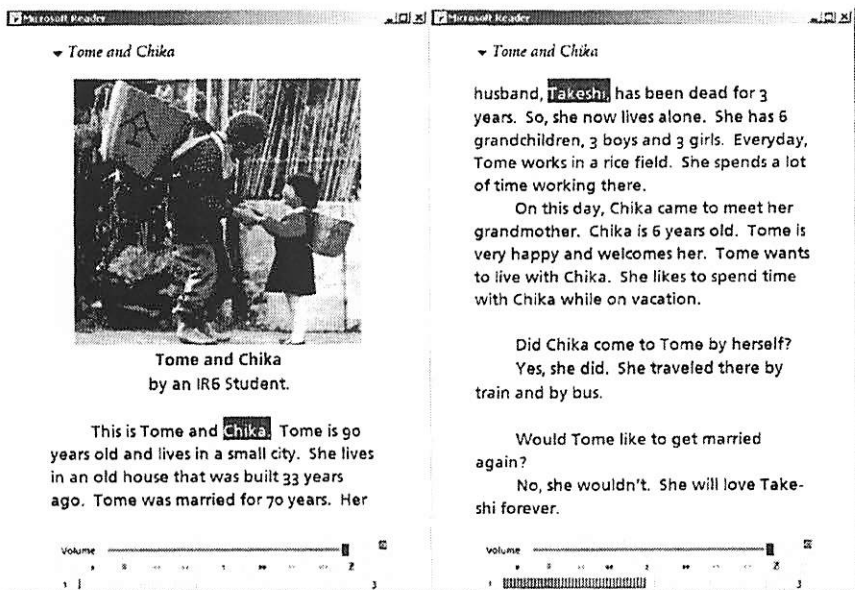 Microsoft Reader
Tome and Chika
Tome and Chika
by an IR6 Student.
This is Tome and Chika. Tome is 90
years old and lives in a small city. She lives
in an old house that was built 33 years
ago. Tome was married for 70 years. Her
Volume
1
3
Microsoft Reader
Tome and Chika
husband, Takeshi, has been dead for 3
years. So, she now lives alone. She has 6
grandchildren, 3 boys and 3 girls. Everyday,
Tome works in a rice field. She spends a lot
of time working there.
On this day, Chika came to meet her
grandmother. Chika is 6 years old. Tome is
very happy and welcomes her. Tome wants
to live with Chika. She likes to spend time
with Chika while on vacation.
Did Chika come to Tome by herself?
Yes, she did. She traveled there by
train and by bus.
Would Tome like to get married
again?
No, she wouldn't. She will love Take-
shi forever.
Volume
1
3